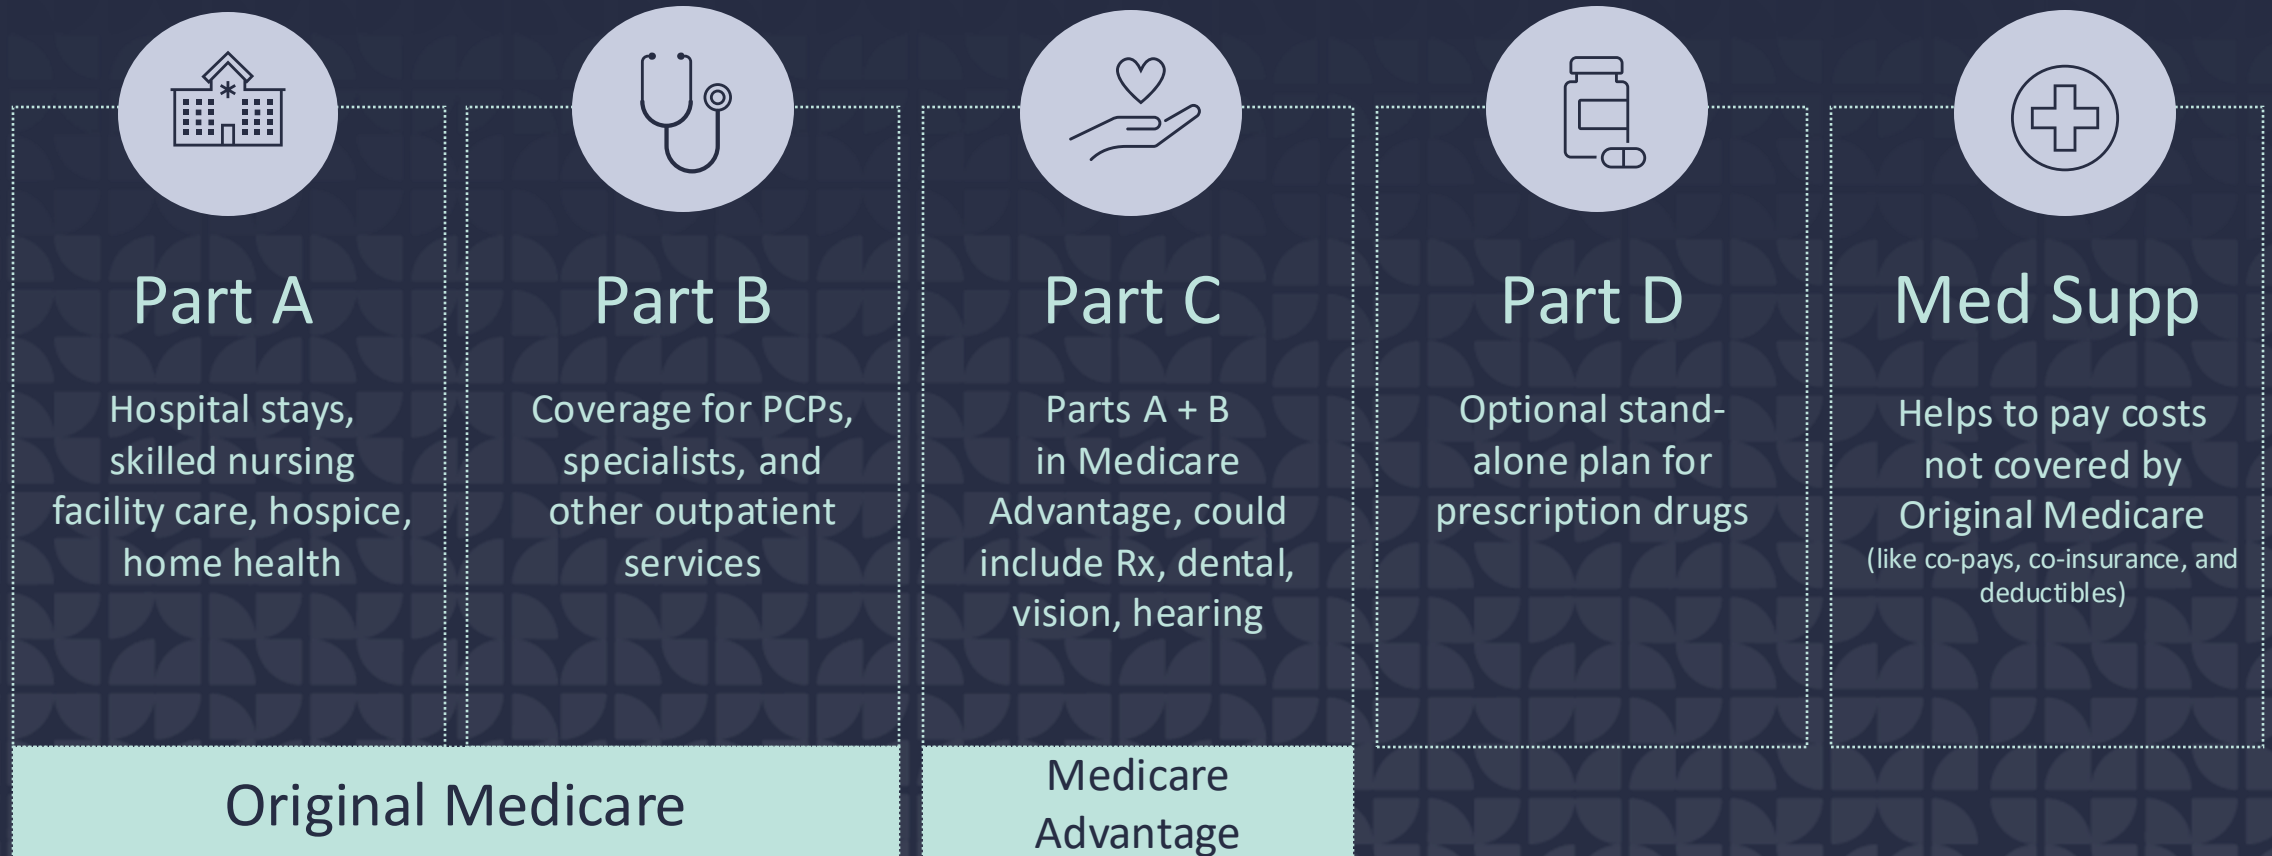 Part A
Hospital stays,
skilled nursing
facility care, hospice,
home health
Part B
Coverage for PCPs,
specialists, and
other outpatient
services
Original Medicare
Part C
Parts A + B
in Medicare
Advantage, could
include Rx, dental,
vision, hearing
Medicare
Advantage
Part D
Optional stand-
alone plan for
prescription drugs
Med Supp
Helps to pay costs
not covered by
Original Medicare
(like co-pays, co-insurance, and
deductibles)